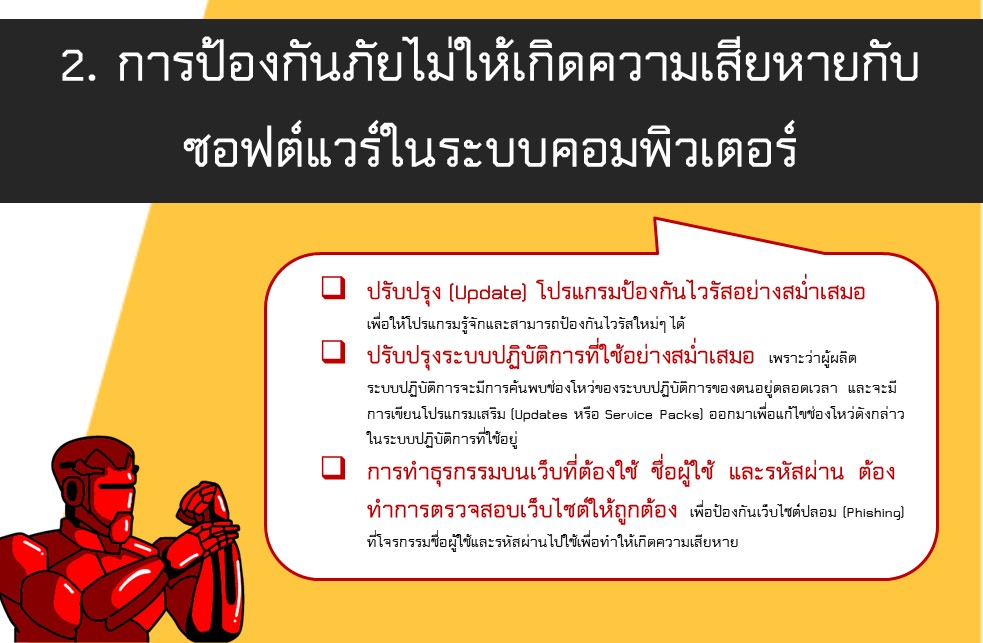 2. การป้องกันภัยไม่ให้เกิดความเสียหายกับ
ซอฟต์แวร์ในระบบคอมพิวเตอร์
ปรับปรุง (Update) โปรแกรมป้องกันไวรัสอย่างสม่ำเสมอ
เพื่อให้โปรแกรมรู้จักและสามารถป้องกันไวรัสใหม่ๆ ได้
ปรับปรุงระบบปฏิบัติการที่ใช้อย่างสม่ำเสมอ เพราะว่าผู้ผลิต
ระบบปฏิบัติการจะมีการค้นพบช่องโหว่ของระบบปฏิบัติการของตนอยู่ตลอดเวลา และจะมี
การเขียนโปรแกรมเสริม (Updates หรือ Service Packs) ออกมาเพื่อแก้ไขช่องโหว่ดังกล่าว
ในระบบปฏิบัติการที่ใช้อยู่
การทำธุรกรรมบนเว็บที่ต้องใช้ ชื่อผู้ใช้ และรหัสผ่าน ต้อง
ทำการตรวจสอบเว็บไซต์ให้ถูกต้อง เพื่อป้องกันเว็บไซต์ปลอม (Phishing)
ที่โจรกรรมชื่อผู้ใช้และรหัสผ่านไปใช้เพื่อทำให้เกิดความเสียหาย